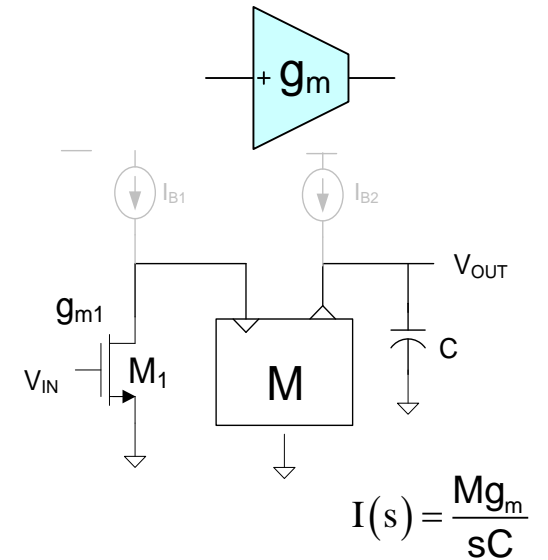 + gm
IB1
IB2
VOUT
gm1
M1
VIN
M
C
I(s) = Mgm / sC